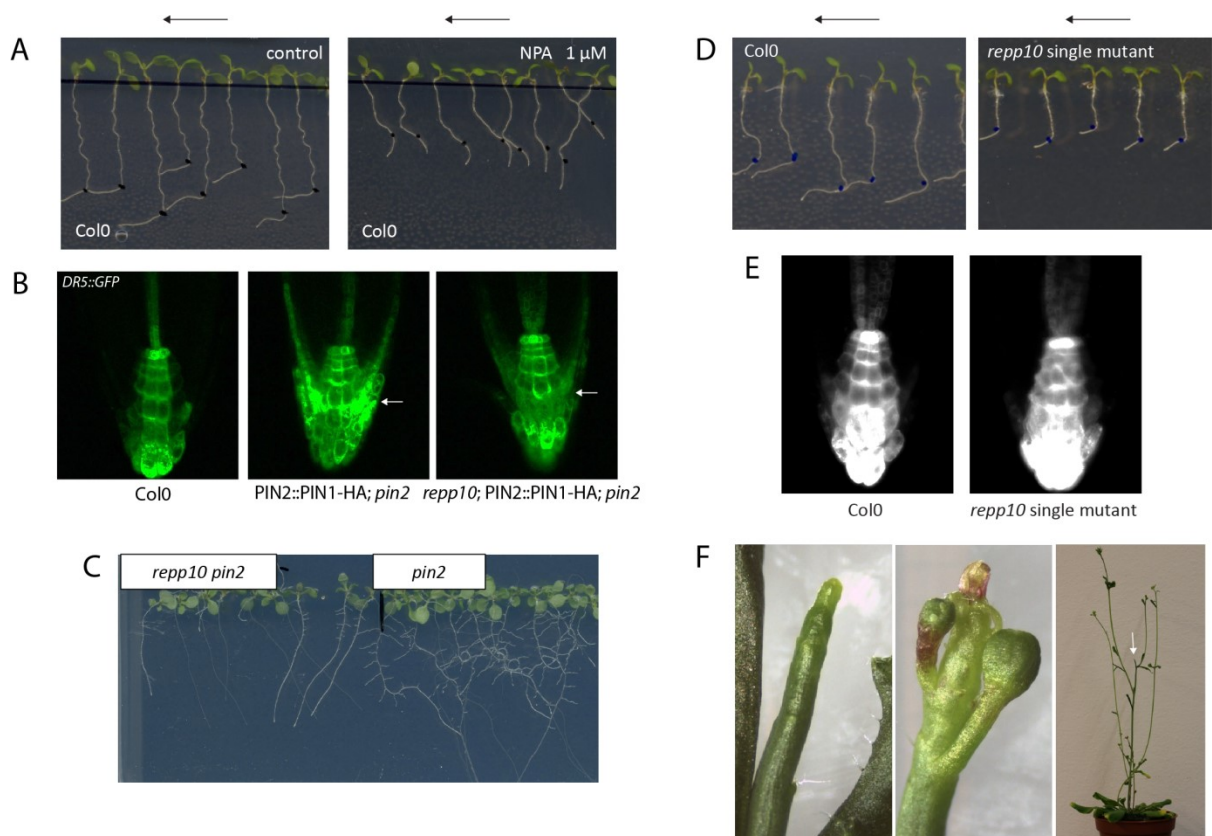 A
control
Col0
NPA 1 µM
Col0
B
DR5::GFP
Col0
PIN2::PIN1-HA; pin2
repp10; PIN2::PIN1-HA; pin2
C
repp10 pin2
pin2
D
Col0
repp10 single mutant
E
Col0
repp10 single mutant
F